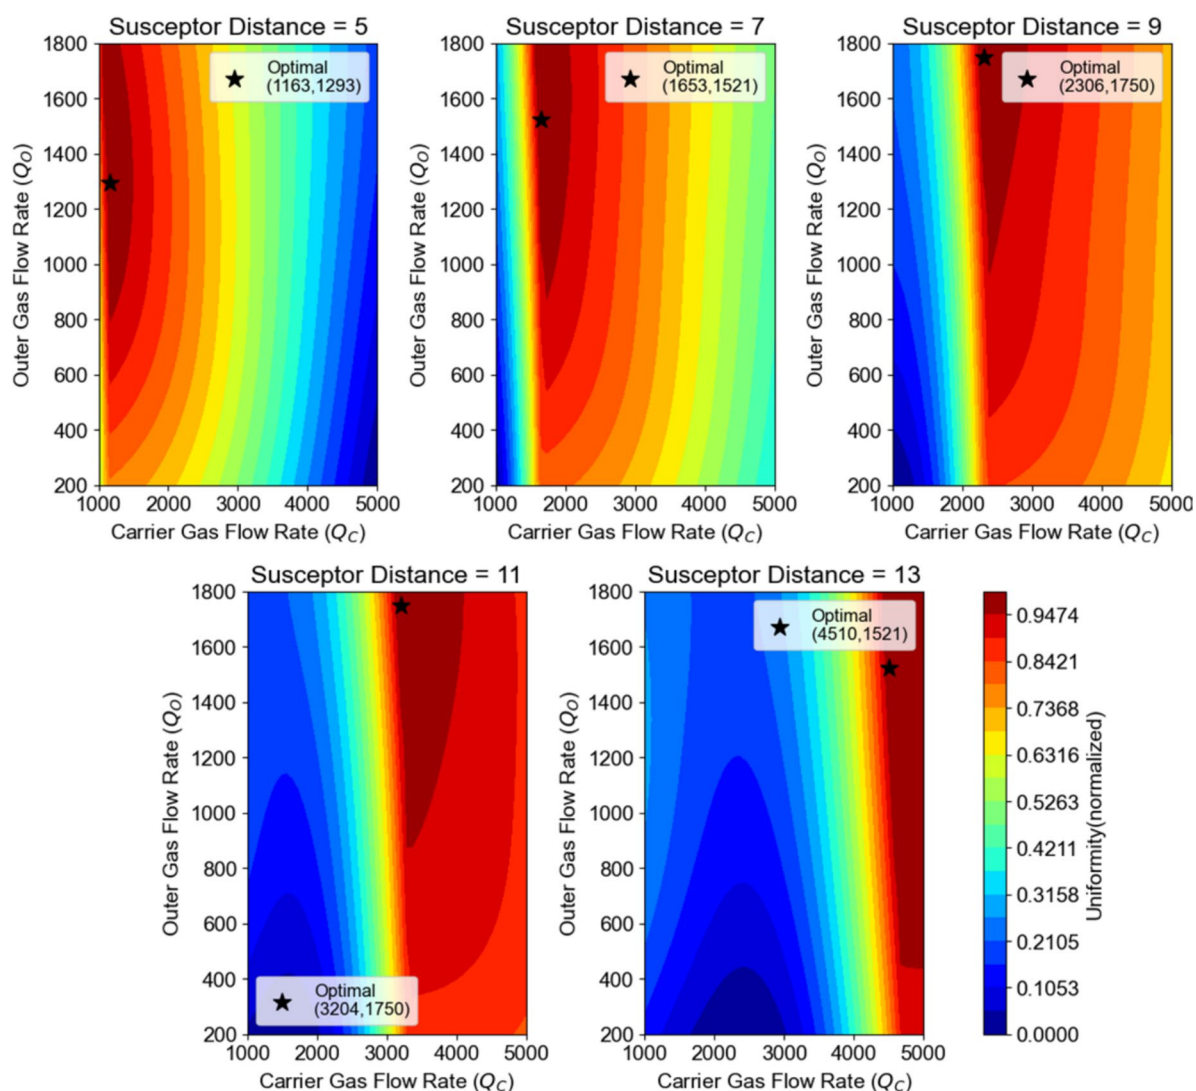 Susceptor Distance = 5
Outer Gas Flow Rate (Q_O)
1800
1600
1400
1200
1000
800
600
400
200
Optimal
(1163,1293)
1000 2000 3000 4000 5000
Carrier Gas Flow Rate (Q_C)
Susceptor Distance = 7
Outer Gas Flow Rate (Q_O)
1800
1600
1400
1200
1000
800
600
400
200
Optimal
(1653,1521)
1000 2000 3000 4000 5000
Carrier Gas Flow Rate (Q_C)
Susceptor Distance = 9
Outer Gas Flow Rate (Q_O)
1800
1600
1400
1200
1000
800
600
400
200
Optimal
(2306,1750)
1000 2000 3000 4000 5000
Carrier Gas Flow Rate (Q_C)
Susceptor Distance = 11
Outer Gas Flow Rate (Q_O)
1800
1600
1400
1200
1000
800
600
400
200
Optimal
(3204,1750)
1000 2000 3000 4000 5000
Carrier Gas Flow Rate (Q_C)
Susceptor Distance = 13
Outer Gas Flow Rate (Q_O)
1800
1600
1400
1200
1000
800
600
400
200
Optimal
(4510,1521)
1000 2000 3000 4000 5000
Carrier Gas Flow Rate (Q_C)
0.9474
0.8421
0.7368
0.6316
0.5263
0.4211
0.3158
0.2105
0.1053
0.0000
Uniformity(normalized)